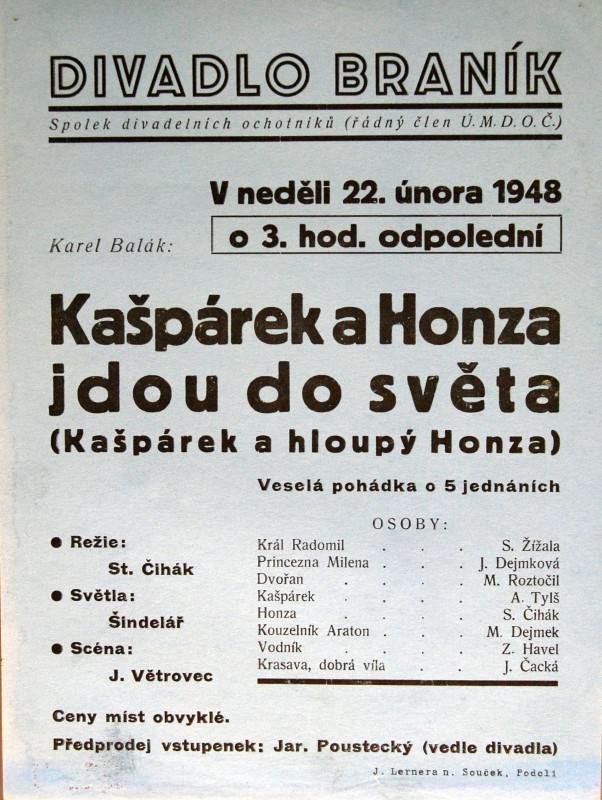 DIVADLO BRANÍK
Spolek divadelních ochotníků (řádný člen Ú.M.D.O.Č.)
V neděli 22. února 1948
Karel Balák:
o 3. hod. odpolední
Kašpárek a Honza
jdou do světa
(Kašpárek a hloupý Honza)
Veselá pohádka o 5 jednáních
● Režie:
St. Čihák
● Světla:
Šindelář
● Scéna:
J. Větrovec
OSOBY:
Král Radomil . . . S. Žížala
Princezna Milena . . . J. Dejmková
Dvořan . . . M. Roztočil
Kašpárek . . . A. Tylš
Honza . . . S. Čihák
Kouzelník Araton . . . M. Dejmek
Vodník . . . Z. Havel
Krasava, dobrá víla . . J. Čacká
Ceny míst obvyklé.
Předprodej vstupenek: Jar. Poustecký (vedle divadla)
J. Lernera n. Souček, Podolí